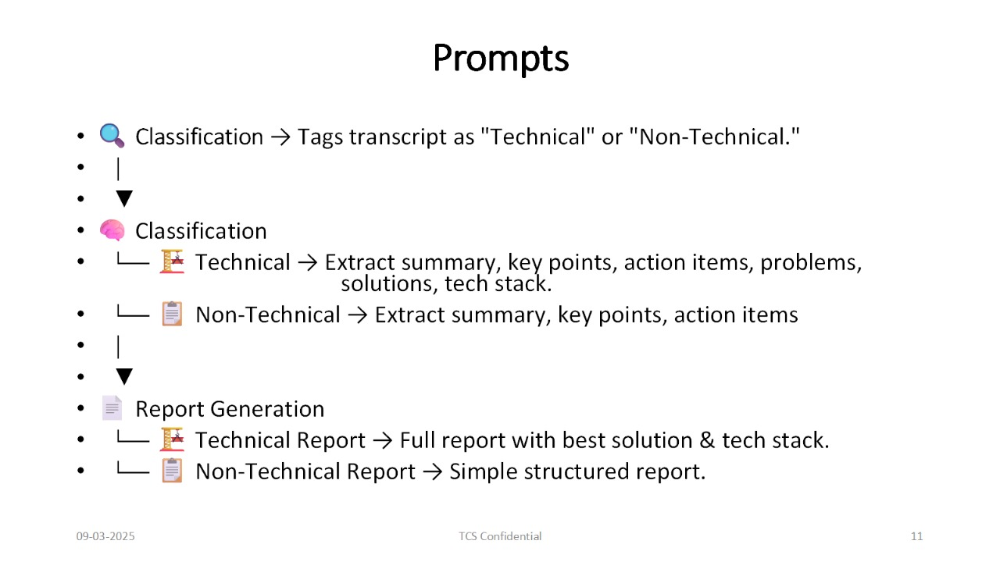 Prompts
• 🔍 Classification → Tags transcript as "Technical" or "Non-Technical."
• │
• ▼
• 🧠 Classification
• └── 🏗 Technical → Extract summary, key points, action items, problems,
solutions, tech stack.
• └── 📋 Non-Technical → Extract summary, key points, action items
• │
• ▼
• 📄 Report Generation
• └── 🏗 Technical Report → Full report with best solution & tech stack.
• └── 📋 Non-Technical Report → Simple structured report.
09-03-2025 TCS Confidential 11